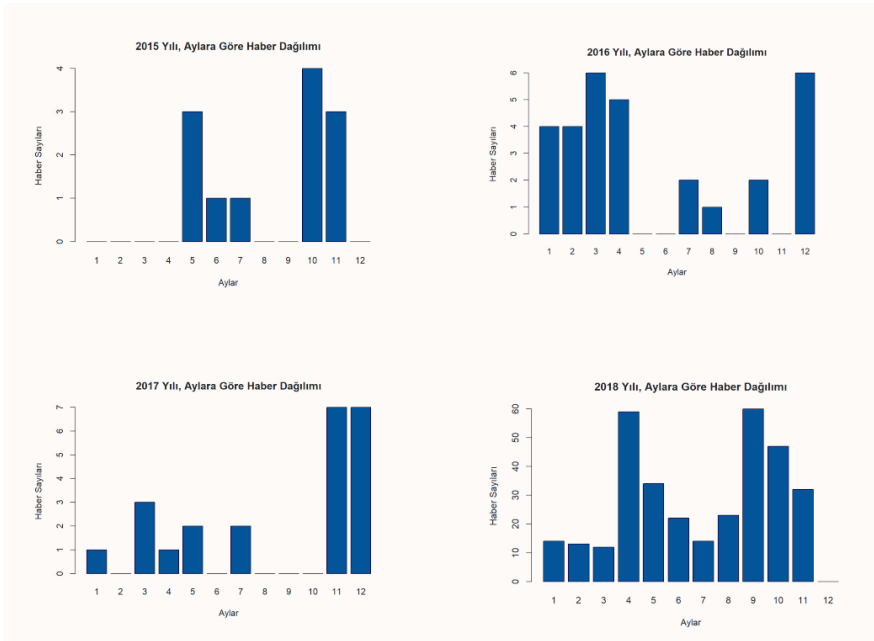 2015 Yılı, Aylara Göre Haber Dağılımı
Haber Sayıları
0 1 2 3 4
1 2 3 4 5 6 7 8 9 10 11 12
Aylar
2016 Yılı, Aylara Göre Haber Dağılımı
Haber Sayıları
0 1 2 3 4 5 6
1 2 3 4 5 6 7 8 9 10 11 12
Aylar
2017 Yılı, Aylara Göre Haber Dağılımı
Haber Sayıları
0 1 2 3 4 5 6 7
1 2 3 4 5 6 7 8 9 10 11 12
Aylar
2018 Yılı, Aylara Göre Haber Dağılımı
Haber Sayıları
0 10 20 30 40 50 60
1 2 3 4 5 6 7 8 9 10 11 12
Aylar